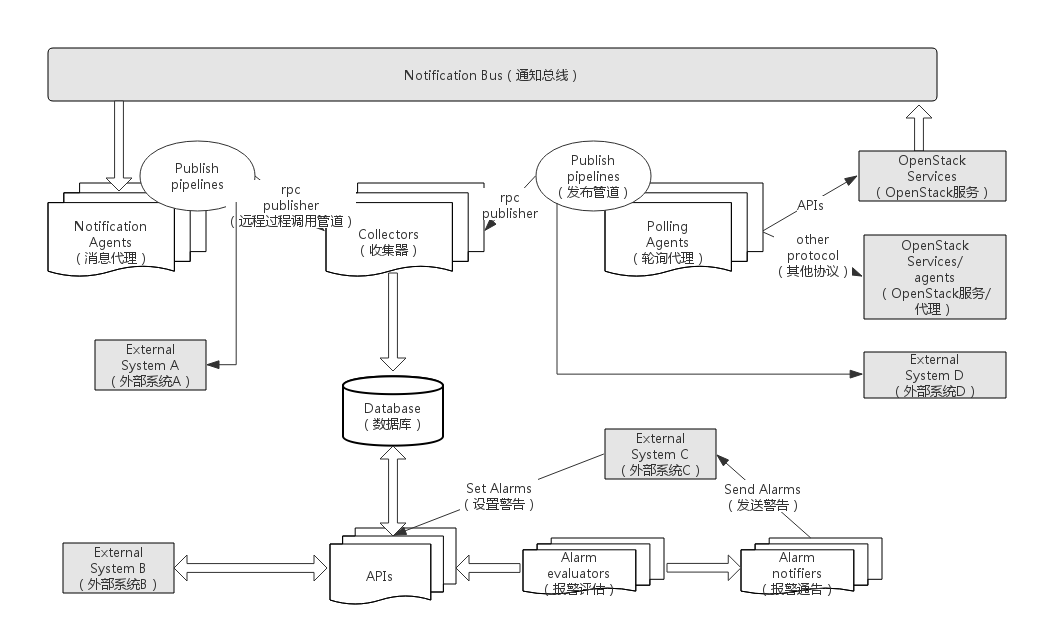 Notification Bus（通知总线）
Publish
pipelines
rpc
publisher
（远程过程调用管道）
Notification
Agents
（消息代理）
Collectors
（收集器）
rpc
publisher
Publish
pipelines
（发布管道）
Polling
Agents
（轮询代理）
APIs
OpenStack
Services
（OpenStack服务）
other
protocol
（其他协议）
OpenStack
Services/
agents
（OpenStack服务/
代理）
External
System A
（外部系统A）
External
System D
（外部系统D）
Database
（数据库）
External
System C
（外部系统C）
Set Alarms
（设置警告）
Send Alarms
（发送警告）
External
System B
（外部系统B）
APIs
Alarm
evaluators
（报警评估）
Alarm
notifiers
（报警通告）